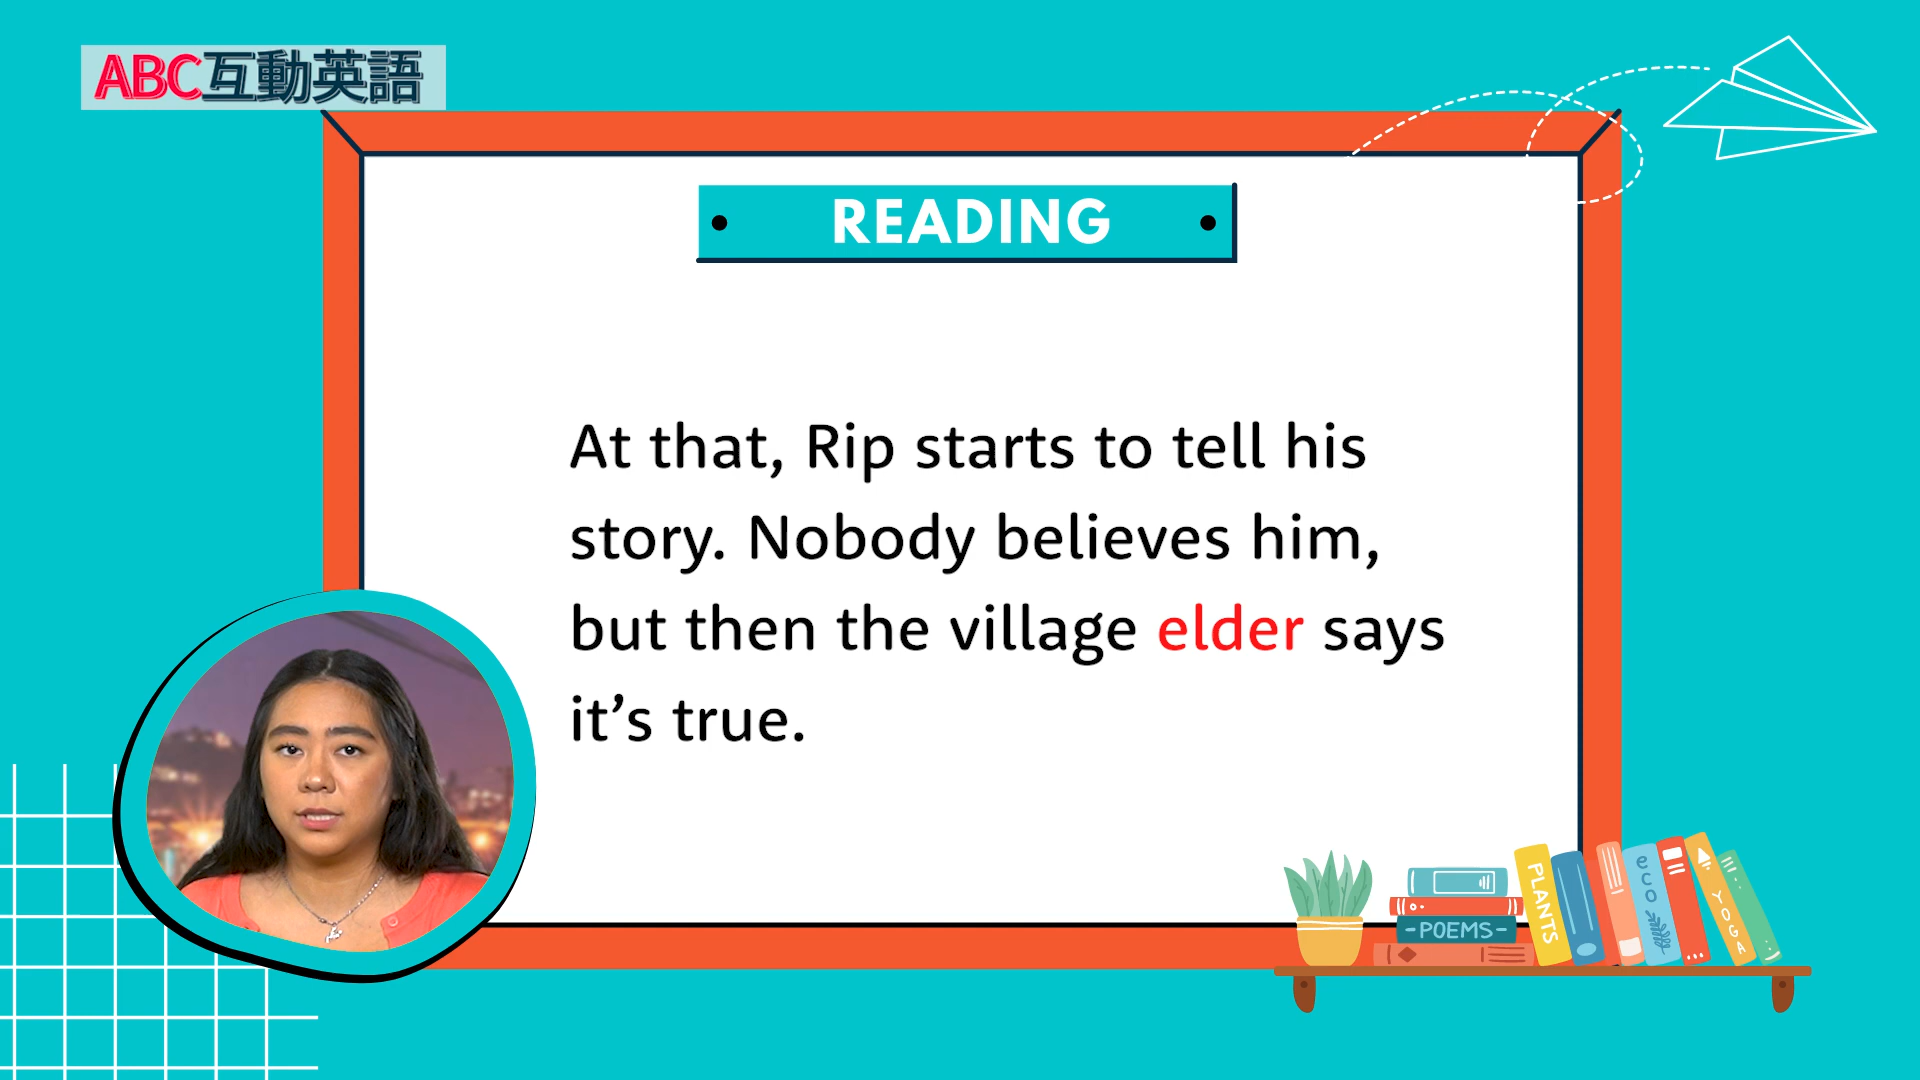 ABC互動英語
READING
At that, Rip starts to tell his
story. Nobody believes him,
but then the village elder says
it’s true.
POEMS
PLANTS
eco
YOGA